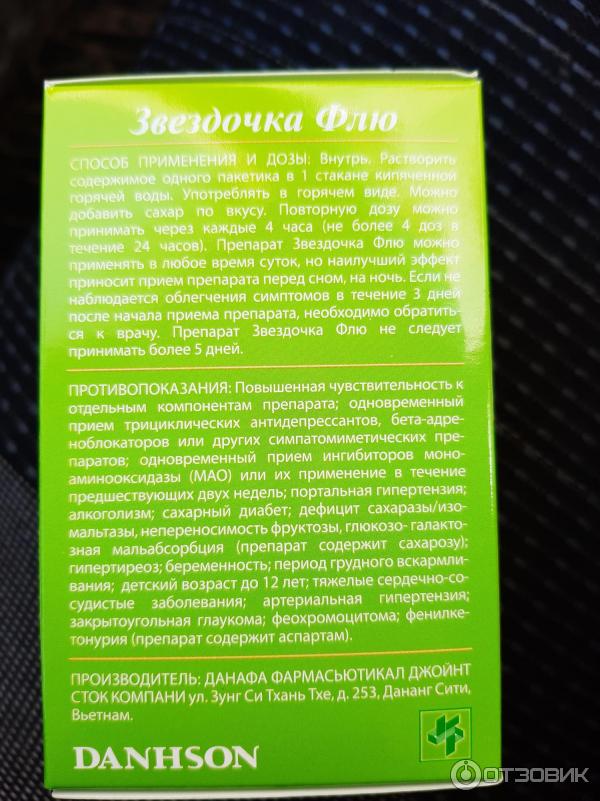 Звездочка Флю
СПОСОБ ПРИМЕНЕНИЯ И ДОЗЫ: Внутрь. Растворить
содержимое одного пакетика в 1 стакане кипяченной
горячей воды. Употреблять в горячем виде. Можно
добавить сахар по вкусу. Повторную дозу можно
принимать через каждые 4 часа (не более 4 доз в
течение 24 часов). Препарат Звездочка Флю можно
применять в любое время суток, но наилучший эффект
приносит прием препарата перед сном, на ночь. Если не
наблюдается облегчения симптомов в течение 3 дней
после начала приема препарата, необходимо обратить-
ся к врачу. Препарат Звездочка Флю не следует
принимать более 5 дней.
ПРОТИВОПОКАЗАНИЯ: Повышенная чувствительность к
отдельным компонентам препарата; одновременный
прием трициклических антидепрессантов, бета-адре-
ноблокаторов или других симпатомиметических пре-
паратов; одновременный прием ингибиторов моно-
аминооксидазы (МАО) или их применение в течение
предшествующих двух недель; портальная гипертензия;
алкоголизм; сахарный диабет; дефицит сахаразы/изо-
мальтазы, непереносимость фруктозы, глюкозо- галакто-
зная мальабсорбция (препарат содержит сахарозу);
гипертиреоз; беременность; период грудного вскармли-
вания; детский возраст до 12 лет; тяжелые сердечно-со-
судистые заболевания; артериальная гипертензия;
закрытоугольная глаукома; феохромоцитома; фенилке-
тонурия (препарат содержит аспартам).
ПРОИЗВОДИТЕЛЬ: ДАНАФА ФАРМАСЬЮТИКАЛ ДЖОЙНТ
СТОК КОМПАНИ ул. Зунг Си Тхань Тхе, д. 253, Дананг Сити,
Вьетнам.
DANHSON
ОТЗОВИК